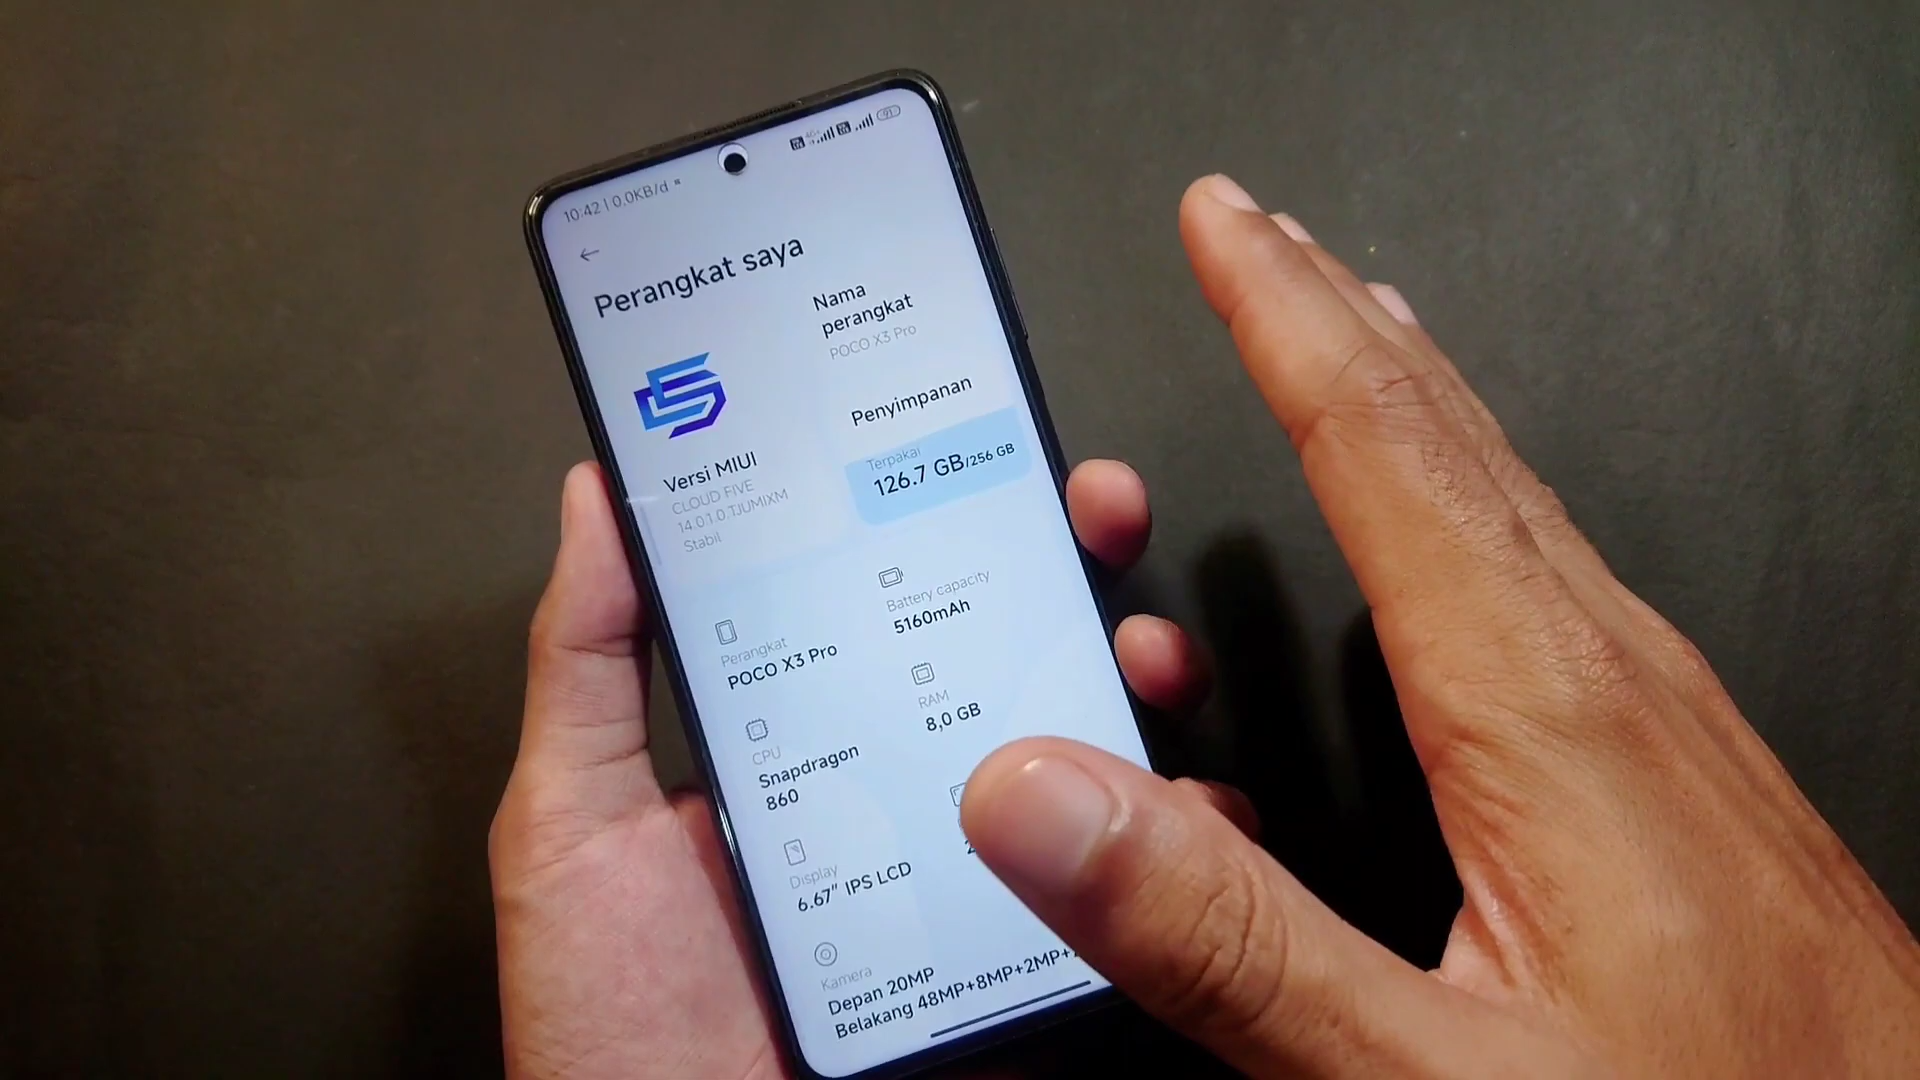 10:42 | 0.0KB/d
91
Perangkat saya
Nama
perangkat
POCO X3 Pro
Versi MIUI
CLOUD FIVE
14.0.1.0.TJUMIXM
Stabil
Penyimpanan
Terpakai
126.7 GB/256 GB
Perangkat
POCO X3 Pro
Battery capacity
5160mAh
CPU
Snapdragon
860
RAM
8,0 GB
Display
6.67" IPS LCD
Kamera
Depan 20MP
Belakang 48MP+8MP+2MP+